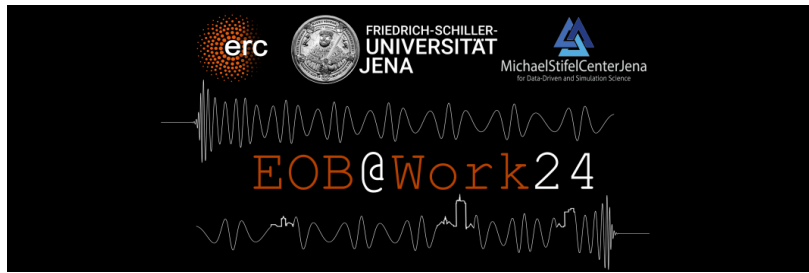 erc
FRIEDRICH-SCHILLER-
UNIVERSITÄT
JENA
MichaelStifelCenterJena
for Data-Driven and Simulation Science
EOB@Work24